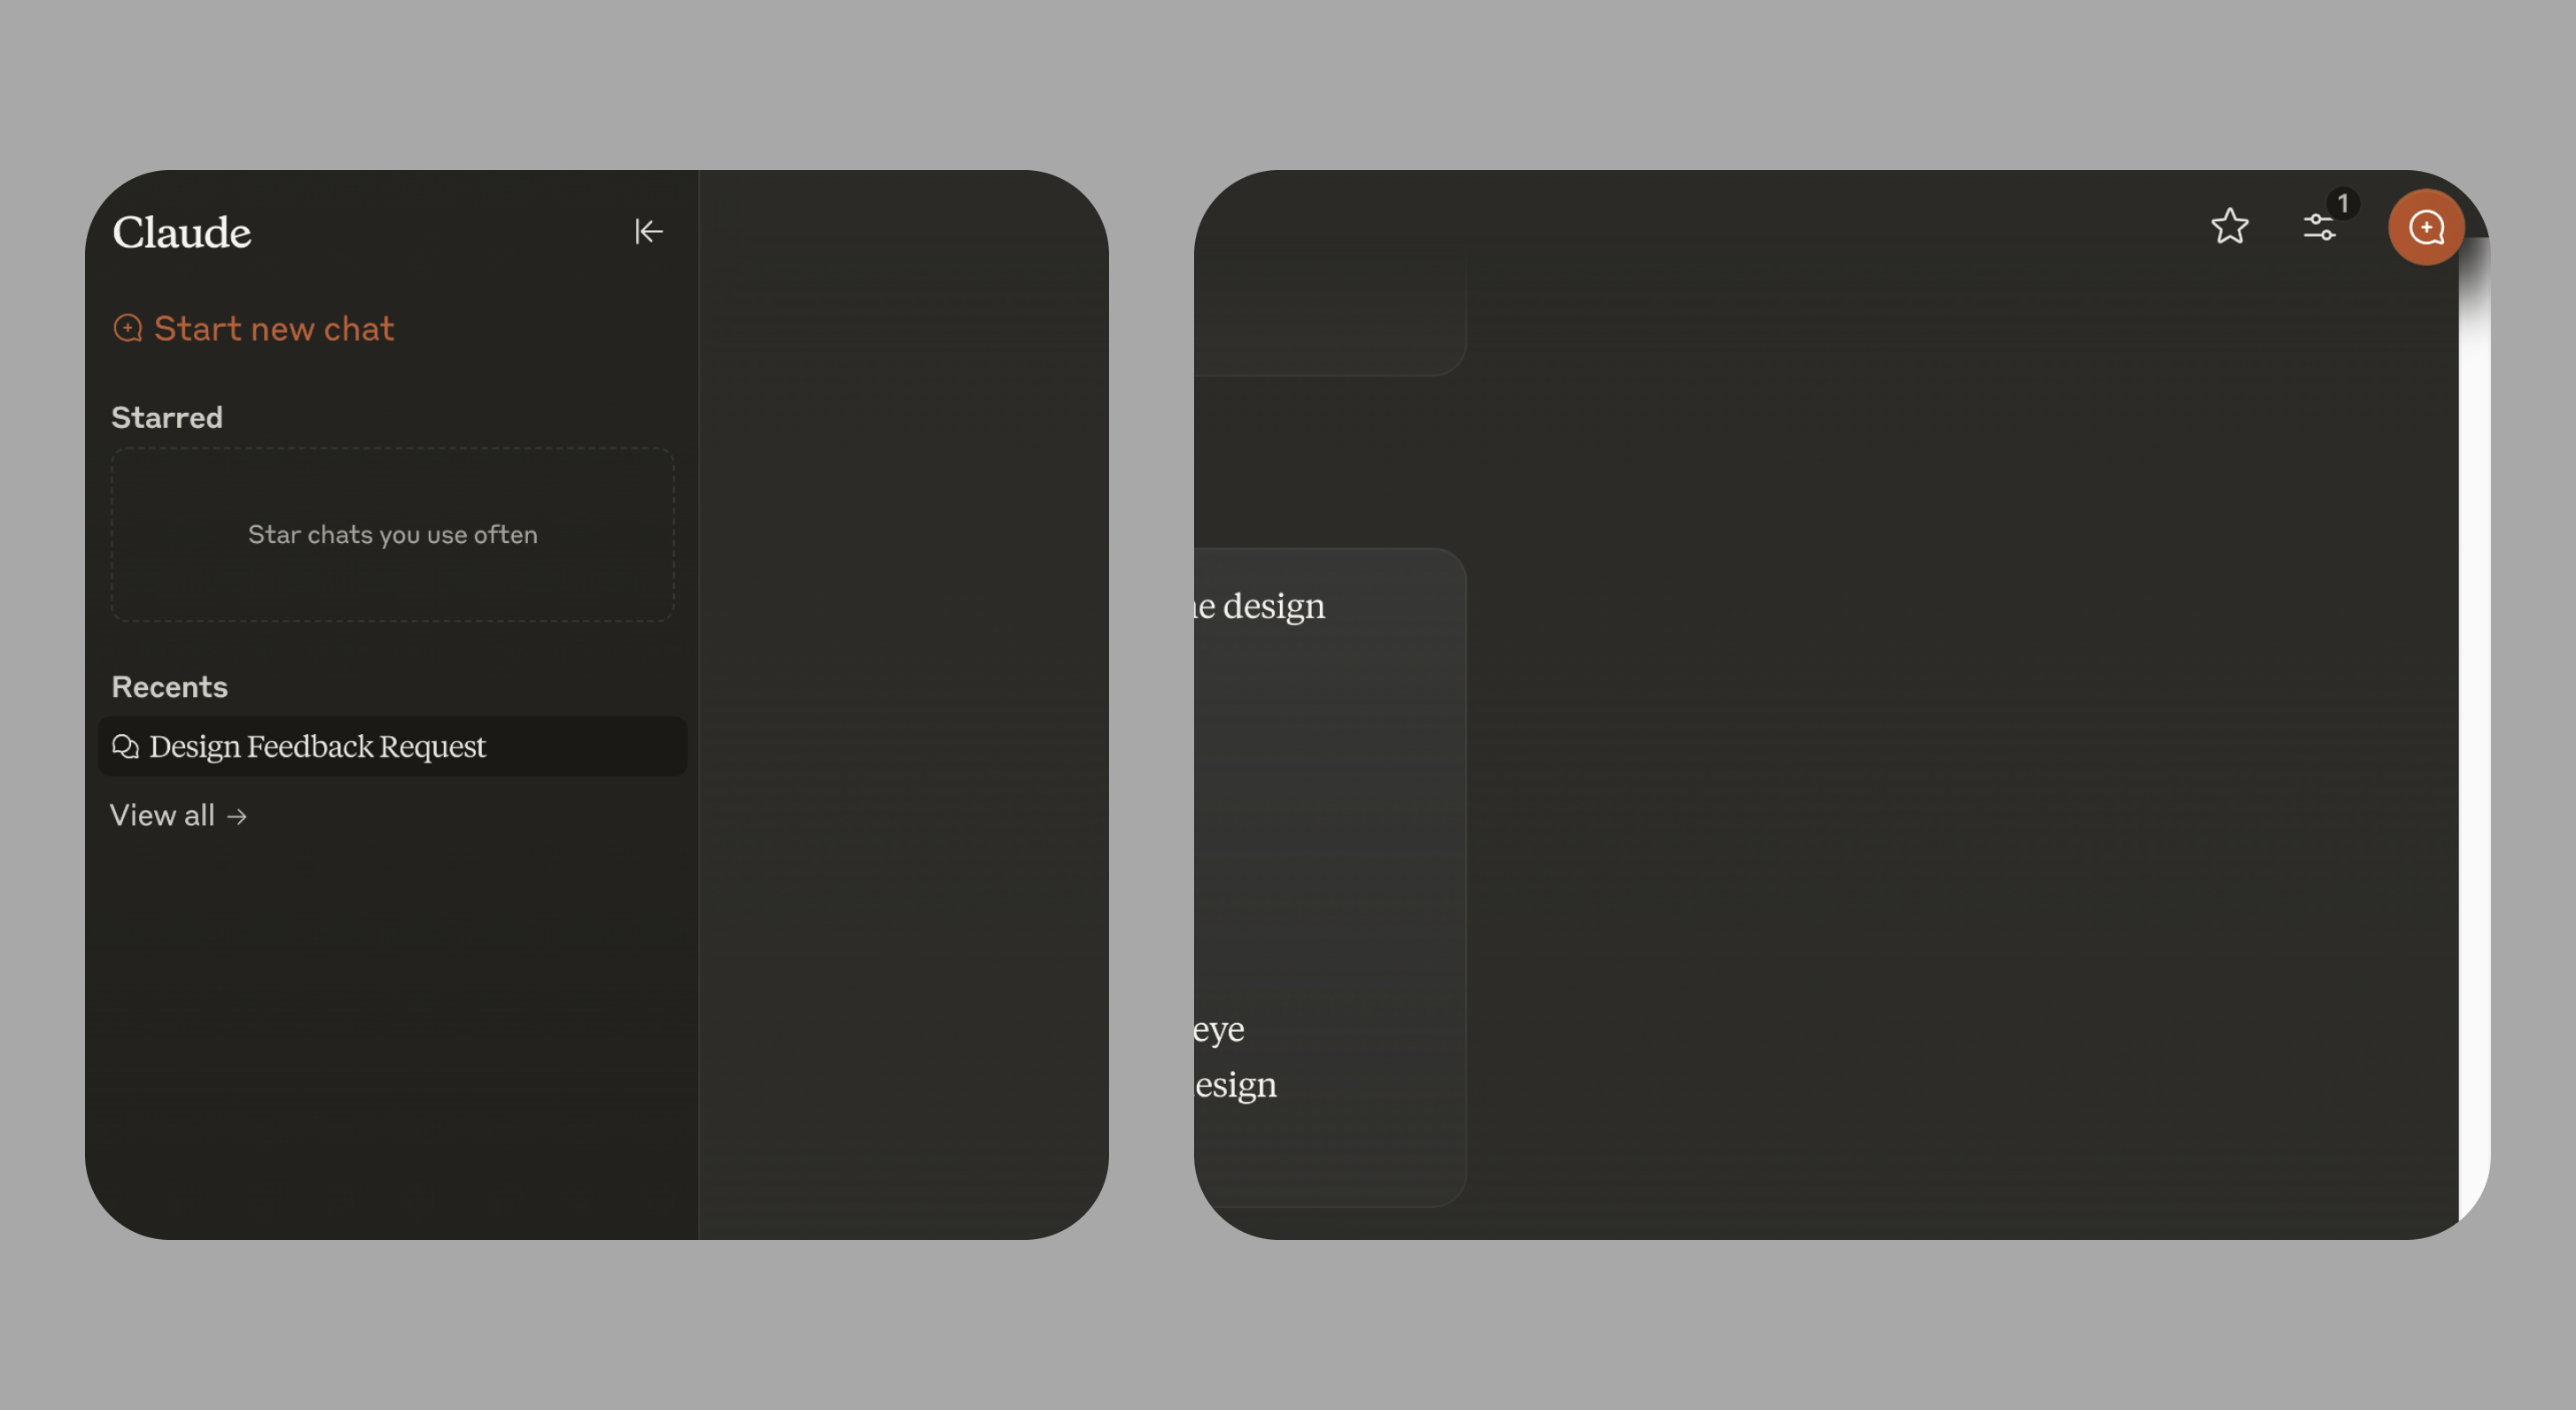 Claude
Start new chat
Starred
Star chats you use often
Recents
Design Feedback Request
View all →
1
e design
eye
esign